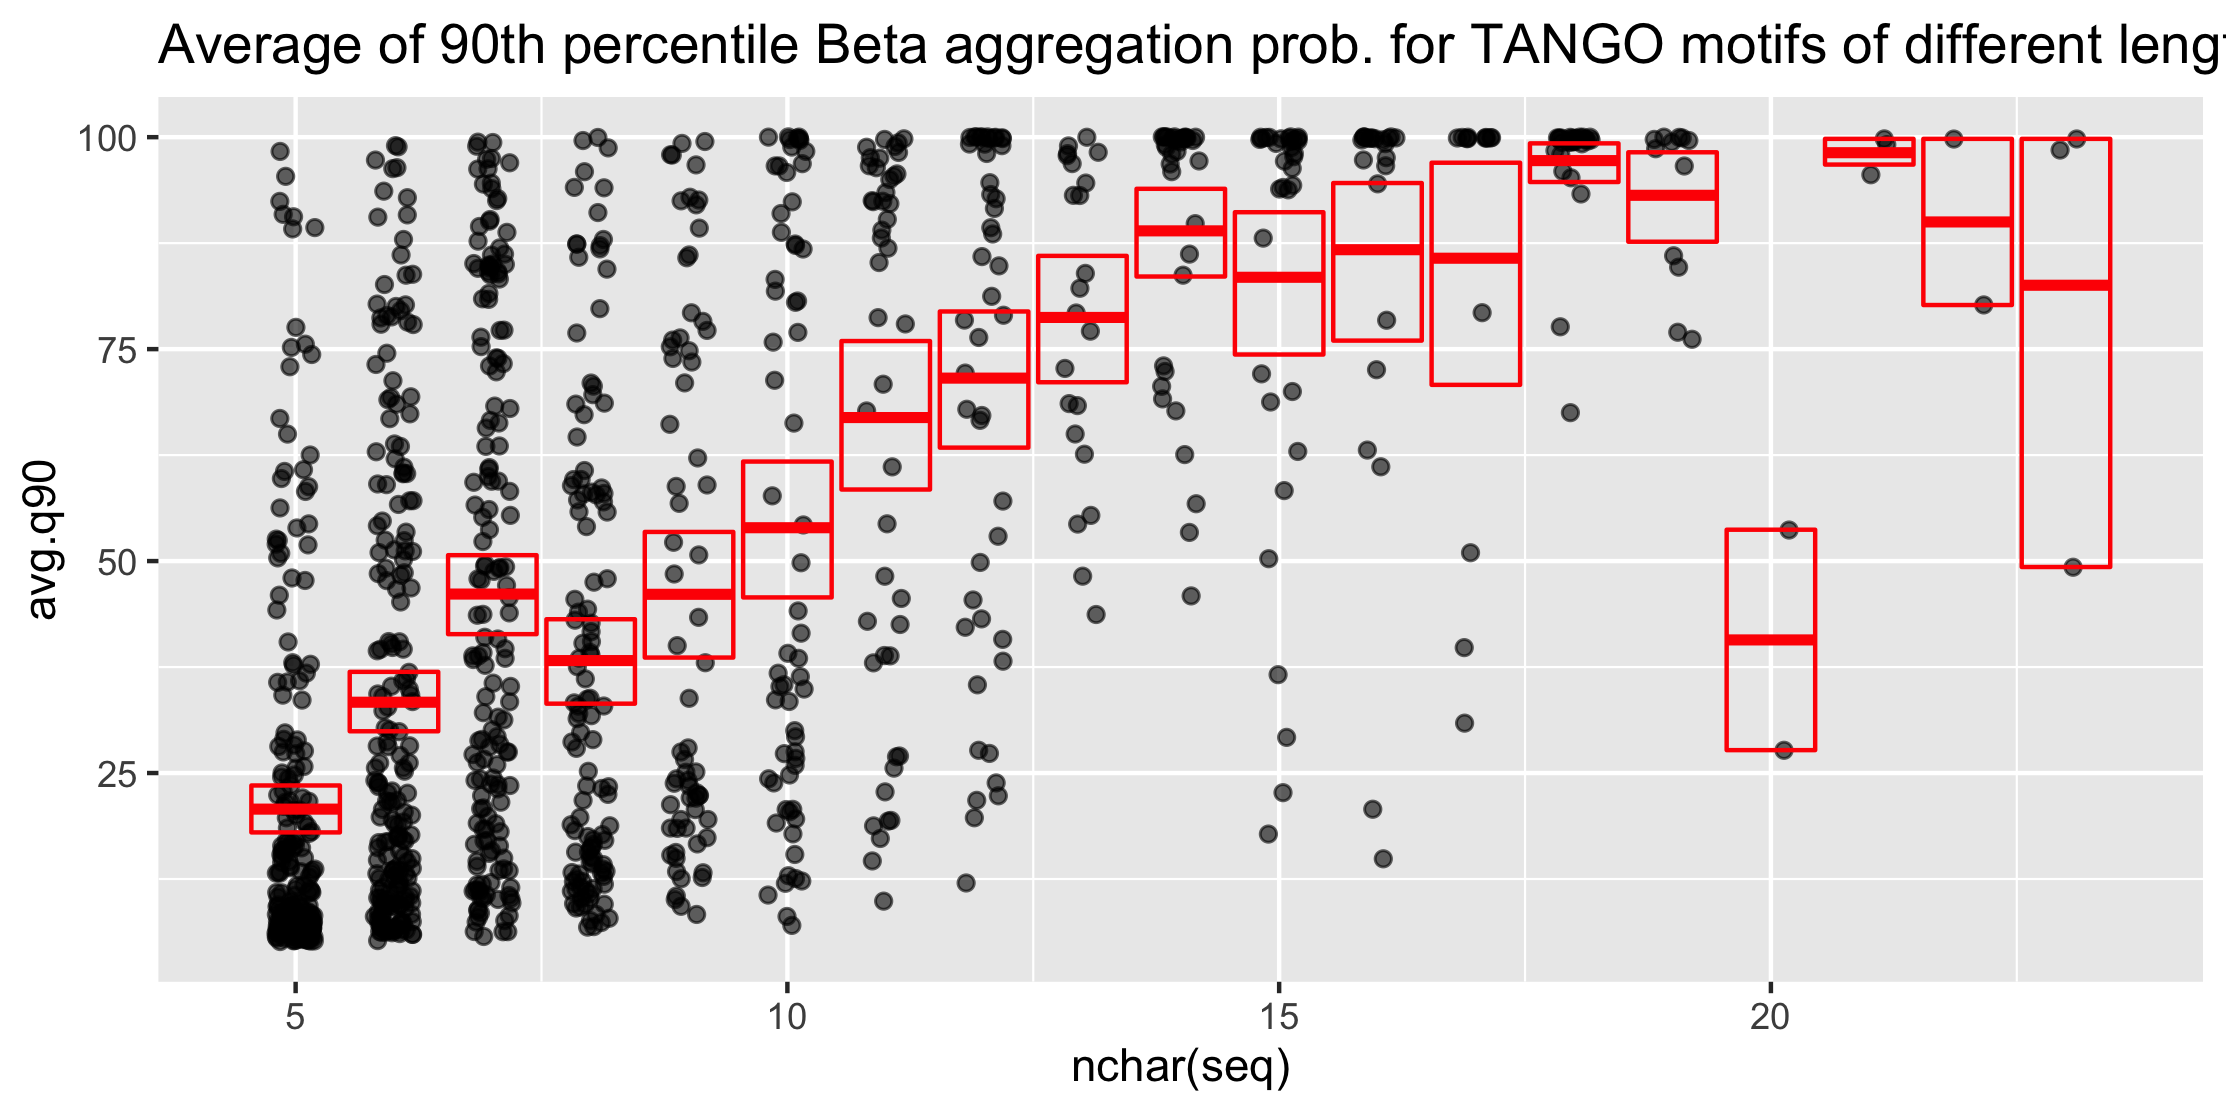 Average of 90th percentile Beta aggregation prob. for TANGO motifs of different
avg.q90
100
75
50
25
5 10 15 20
nchar(seq)